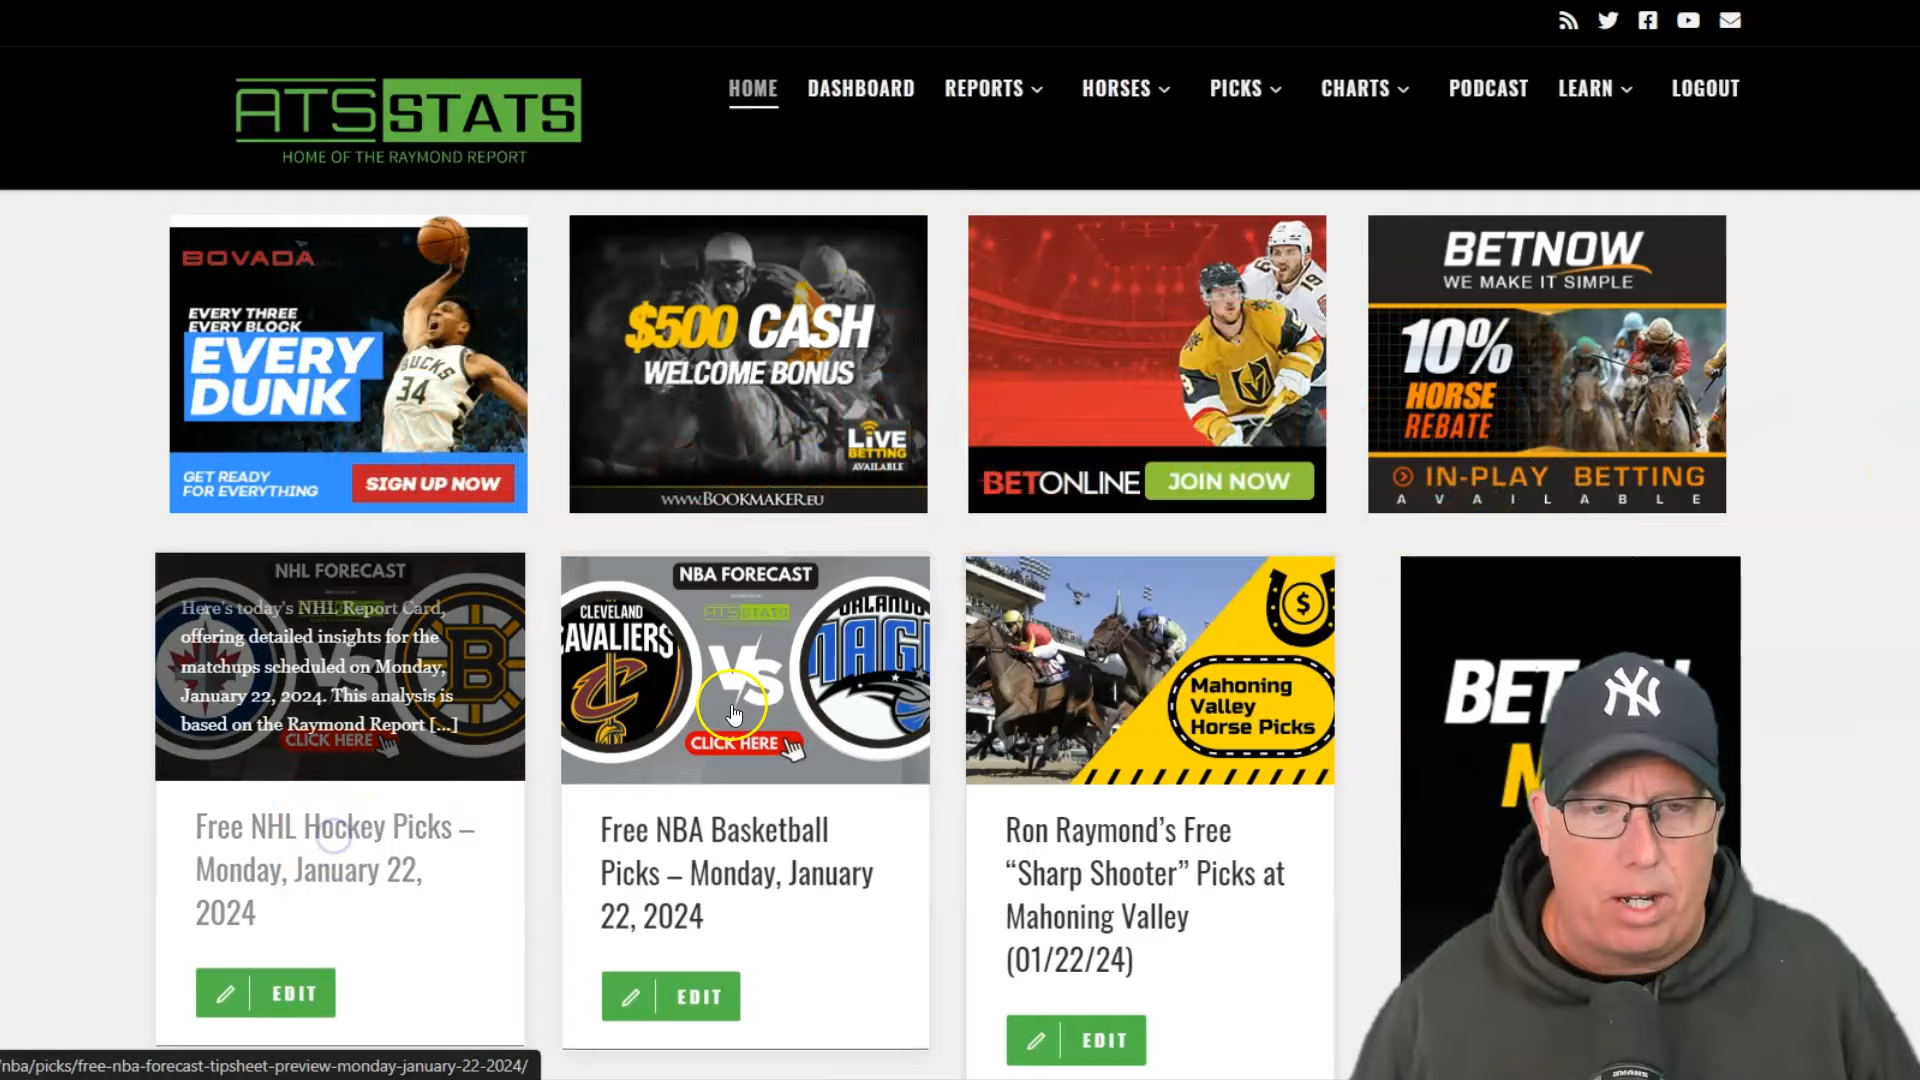 HOME
DASHBOARD
REPORTS
HORSES
PICKS
CHARTS
PODCAST
LEARN
LOGOUT
ATS STATS
HOME OF THE RAYMOND REPORT
BOVADA
EVERY THREE
EVERY BLOCK
EVERY
DUNK
GET READY
FOR EVERYTHING
SIGN UP NOW
BUCKS
34
$500 CASH
WELCOME BONUS
LIVE
BETTING
AVAILABLE
WWW.BOOKMAKER.EU
19
BETONLINE
JOIN NOW
BETNOW
WE MAKE IT SIMPLE
10%
HORSE
REBATE
IN-PLAY BETTING
AVAILABLE
NHL FORECAST
Here's today's NHL Report Card,
offering detailed insights for the
matchups scheduled on Monday,
January 22, 2024. This analysis is
based on the Raymond Report [...]
VS
B
CLICK HERE
Free NHL Hockey Picks –
Monday, January 22,
2024
EDIT
NBA FORECAST
ATS STATS
CLEVELAND
CAVALIERS
C
VS
ORLANDO
MAGI
CLICK HERE
Free NBA Basketball
Picks – Monday, January
22, 2024
EDIT
$
Mahoning
Valley
Horse Picks
Ron Raymond's Free
“Sharp Shooter” Picks at
Mahoning Valley
(01/22/24)
EDIT
BET
N
NY
/nba/picks/free-nba-forecast-tipsheet-preview-monday-january-22-2024/